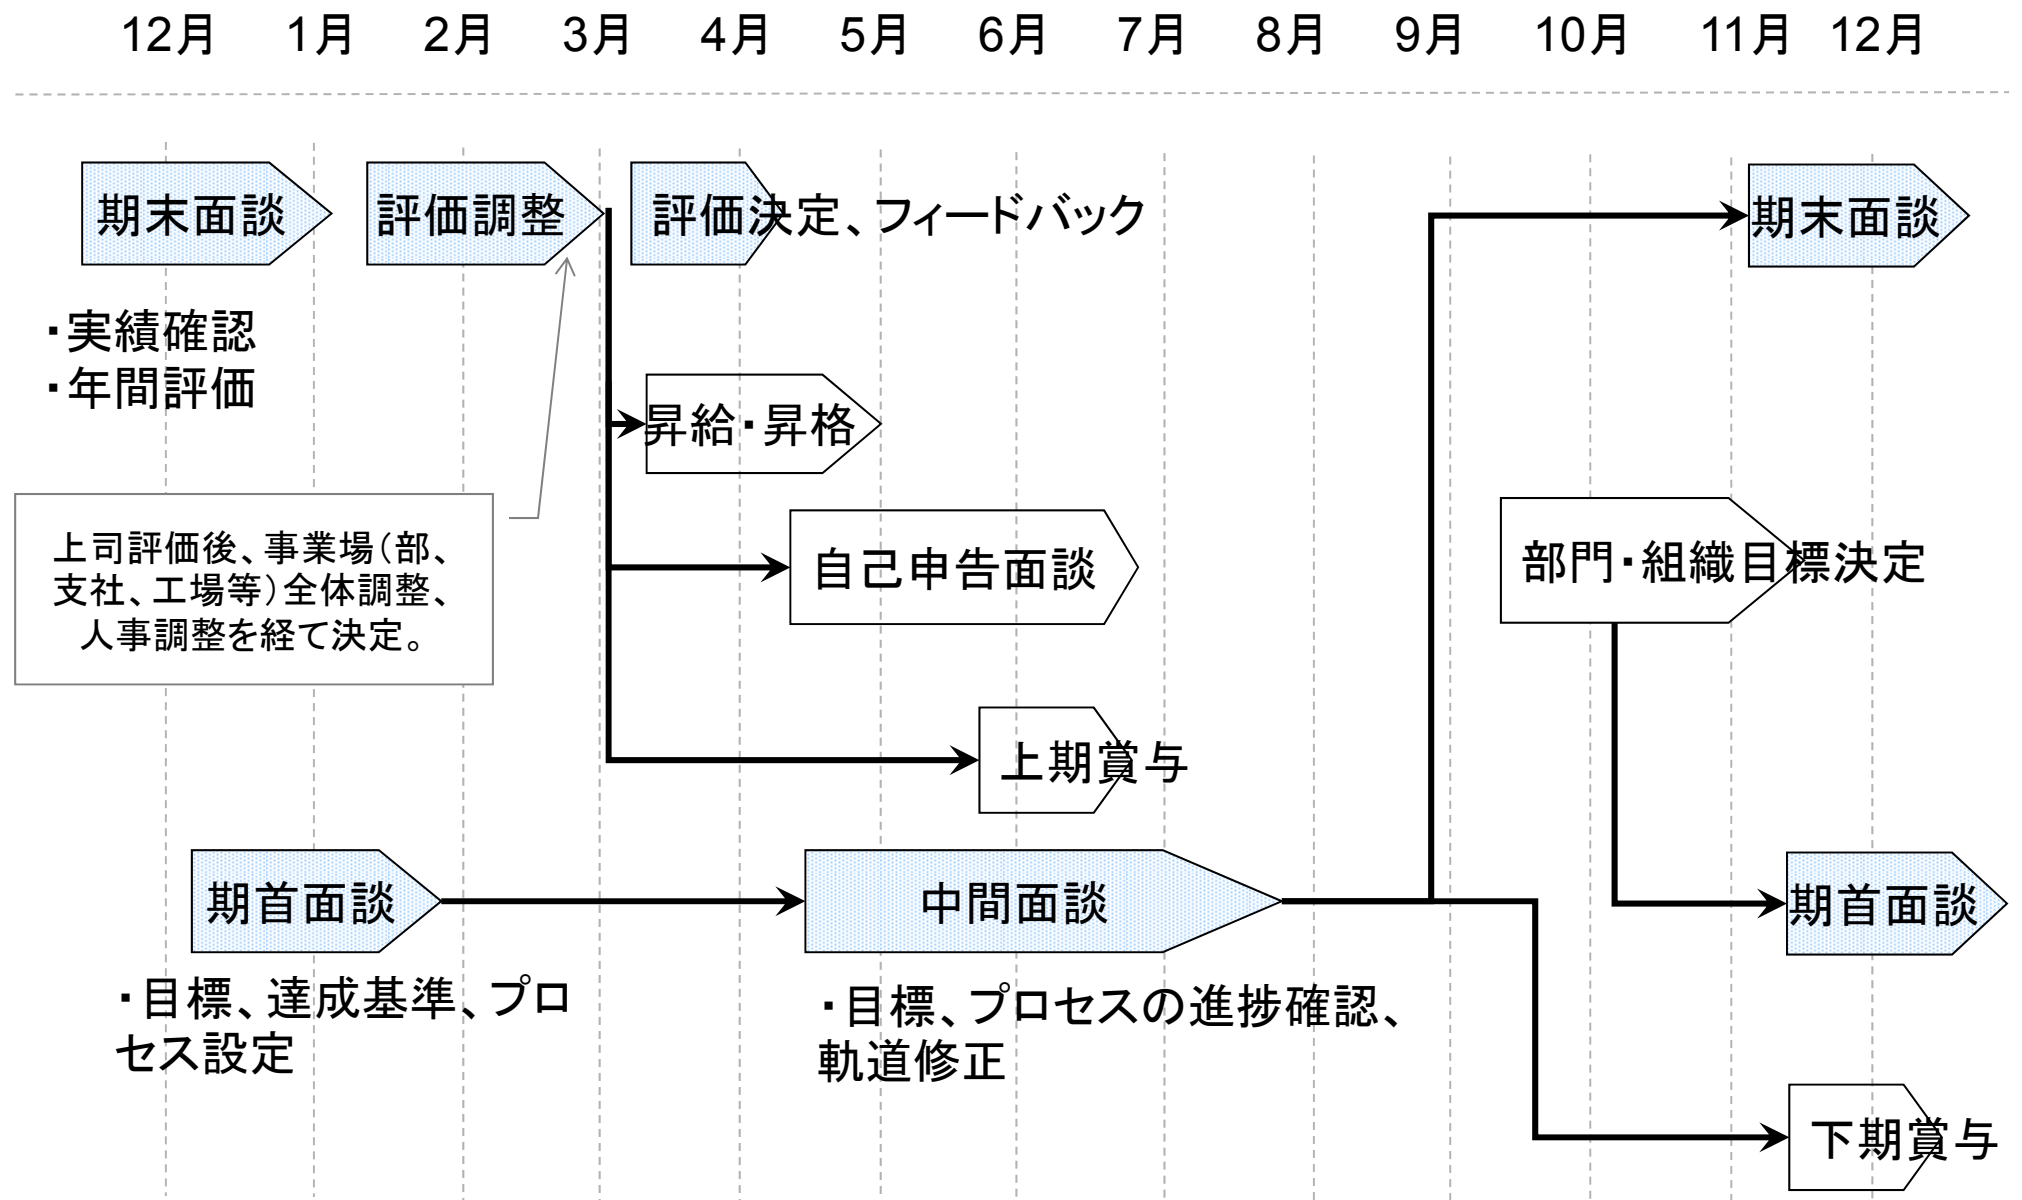 12月 1月 2月 3月 4月 5月 6月 7月 8月 9月 10月 11月 12月
期末面談
評価調整
評価決定、フィードバック
期末面談
・実績確認
・年間評価
昇給・昇格
上司評価後、事業場(部、
支社、工場等)全体調整、
人事調整を経て決定。
自己申告面談
部門・組織目標決定
上期賞与
期首面談
中間面談
期首面談
・目標、達成基準、プロ
セス設定
・目標、プロセスの進捗確認、
軌道修正
下期賞与